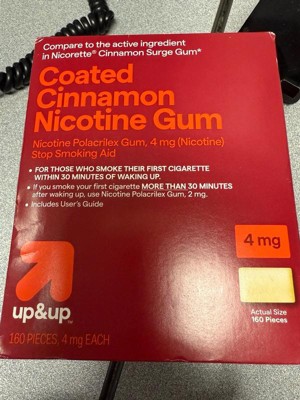 Compare to the active ingredient
in Nicorette® Cinnamon Surge Gum*
Coated
Cinnamon
Nicotine Gum
Nicotine Polacrilex Gum, 4 mg (Nicotine)
Stop Smoking Aid
• FOR THOSE WHO SMOKE THEIR FIRST CIGARETTE
WITHIN 30 MINUTES OF WAKING UP.
• If you smoke your first cigarette MORE THAN 30 MINUTES
after waking up, use Nicotine Polacrilex Gum, 2 mg.
• Includes User's Guide
4 mg
up&up™
Actual Size
160 Pieces
160 PIECES, 4 mg EACH